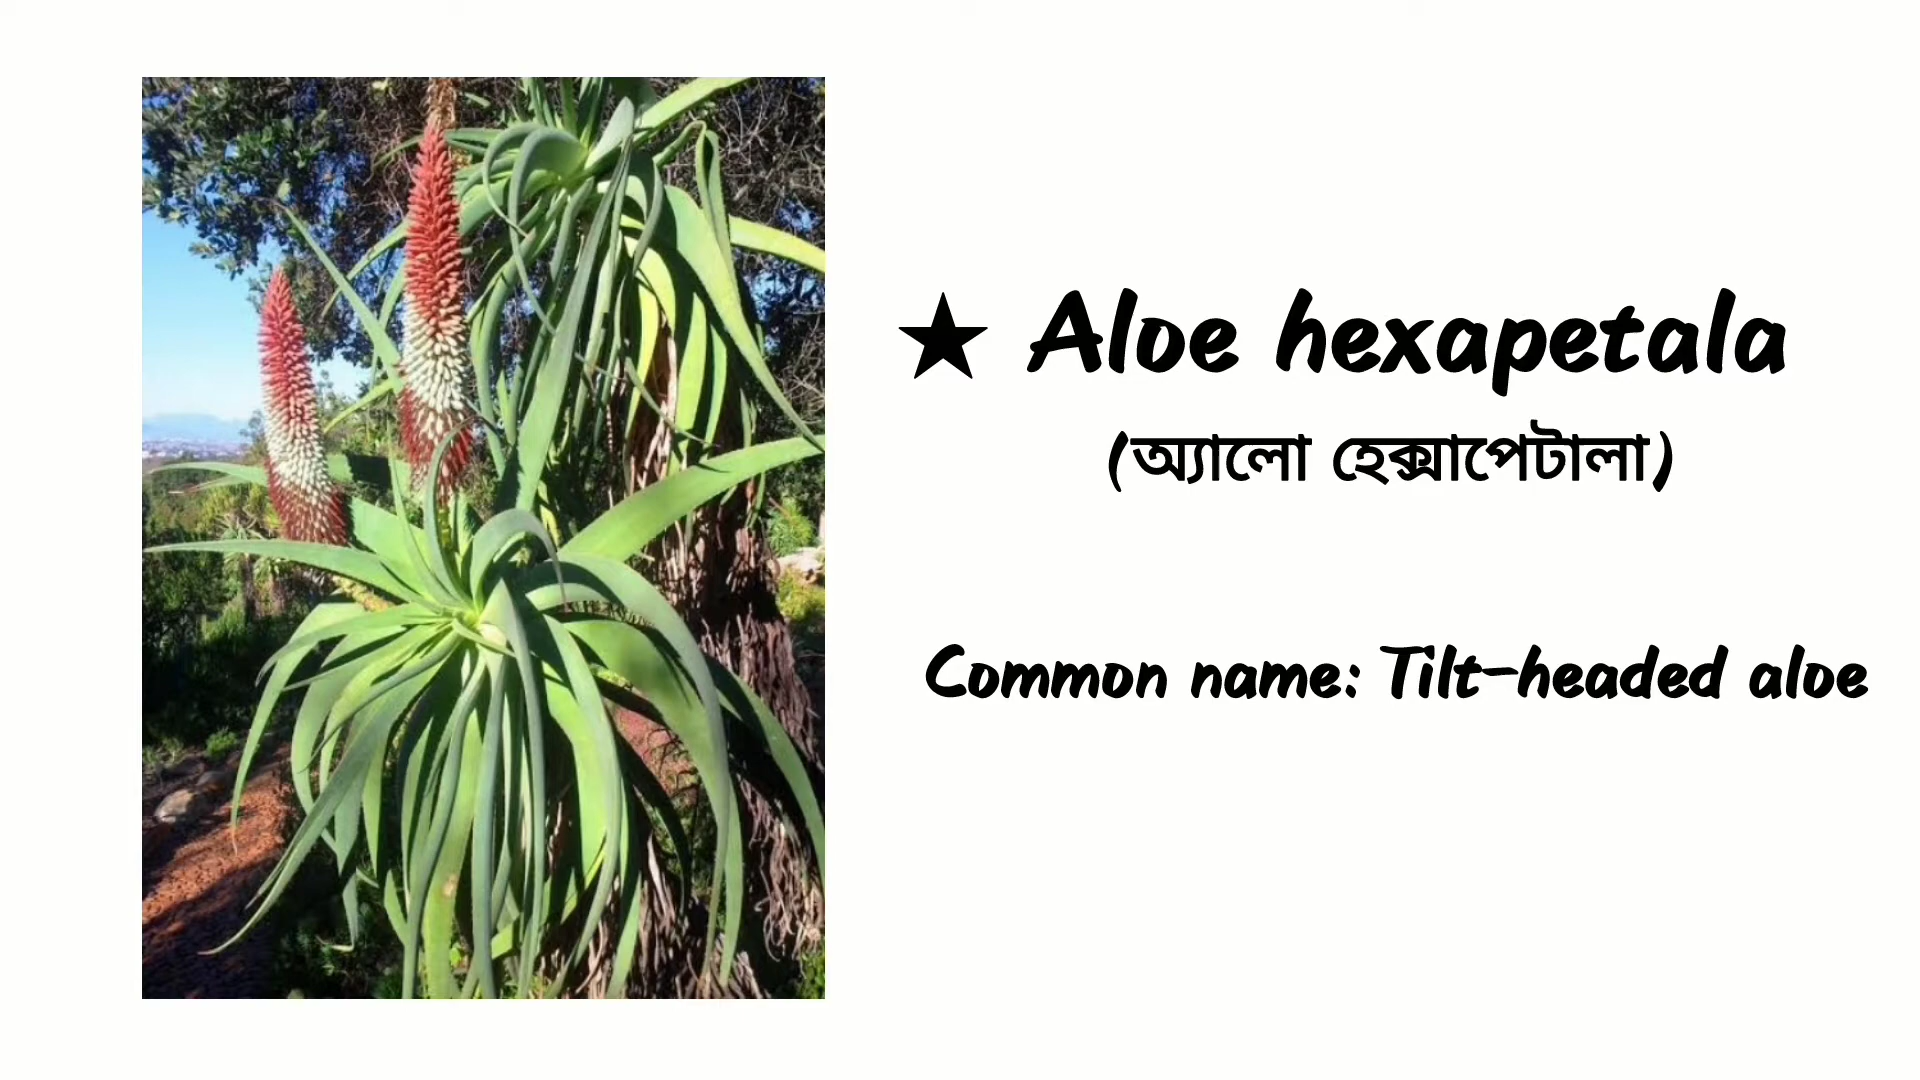 ★ Aloe hexapetala
(অ্যালো হেক্সাপেটালা)
Common name: Tilt-headed aloe